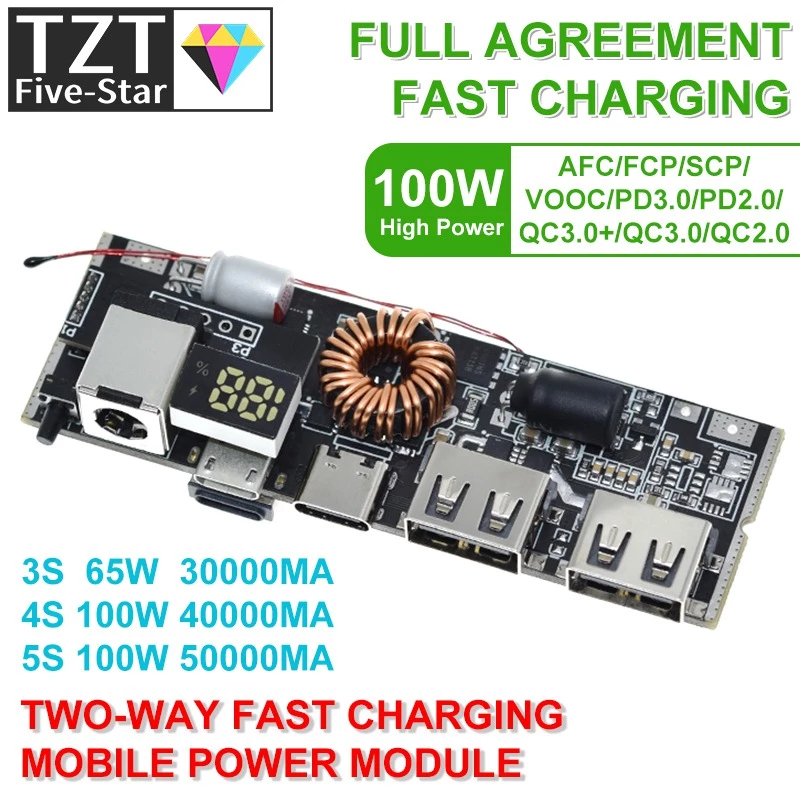 TZT
Five-Star
FULL AGREEMENT
FAST CHARGING
100W
High Power
AFC/FCP/SCP/
VOOC/PD3.0/PD2.0/
QC3.0+/QC3.0/QC2.0
P3
%
88
3S 65W 30000MA
4S 100W 40000MA
5S 100W 50000MA
TWO-WAY FAST CHARGING
MOBILE POWER MODULE